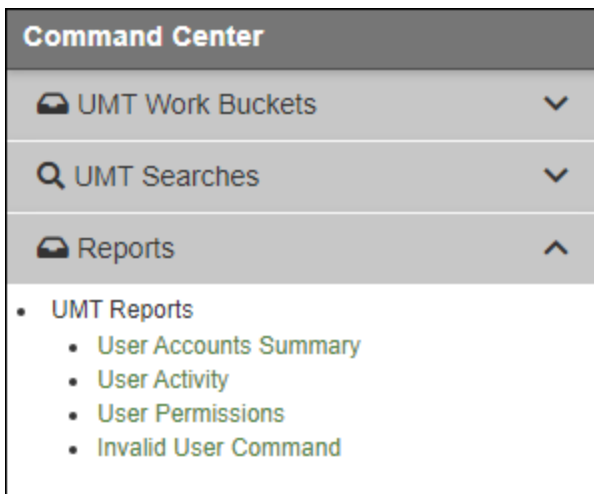 Command Center
UMT Work Buckets
UMT Searches
Reports
UMT Reports
User Accounts Summary
User Activity
User Permissions
Invalid User Command